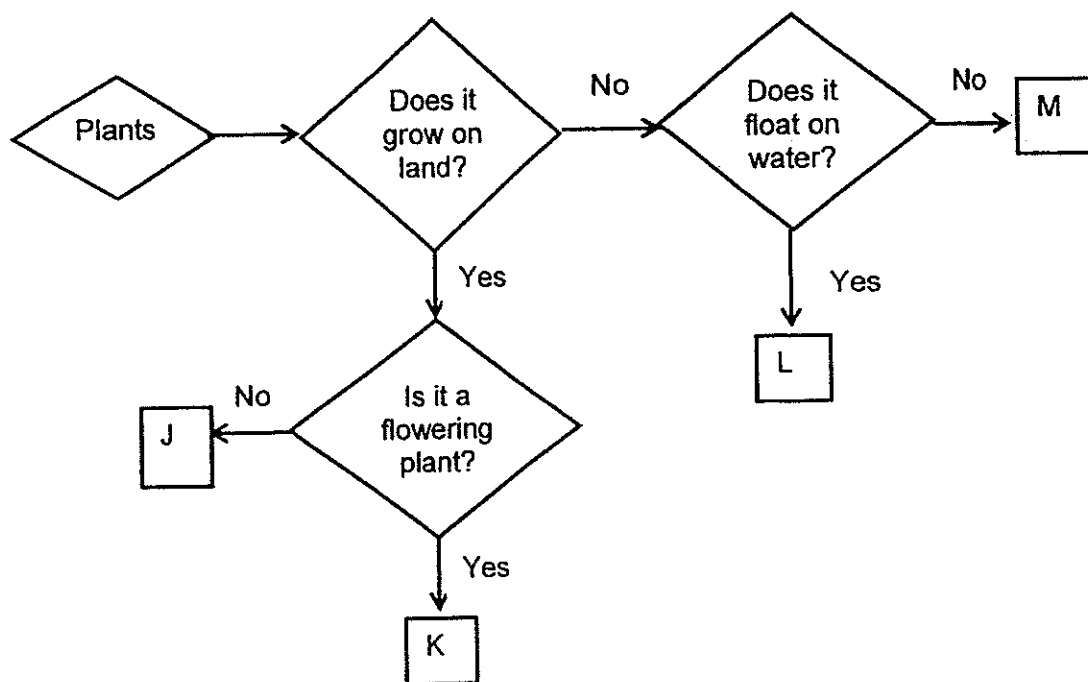 Plants
Does it
grow on
land?
No
Does it
float on
water?
No
M
Yes
Yes
L
Is it a
flowering
plant?
No
J
Yes
K